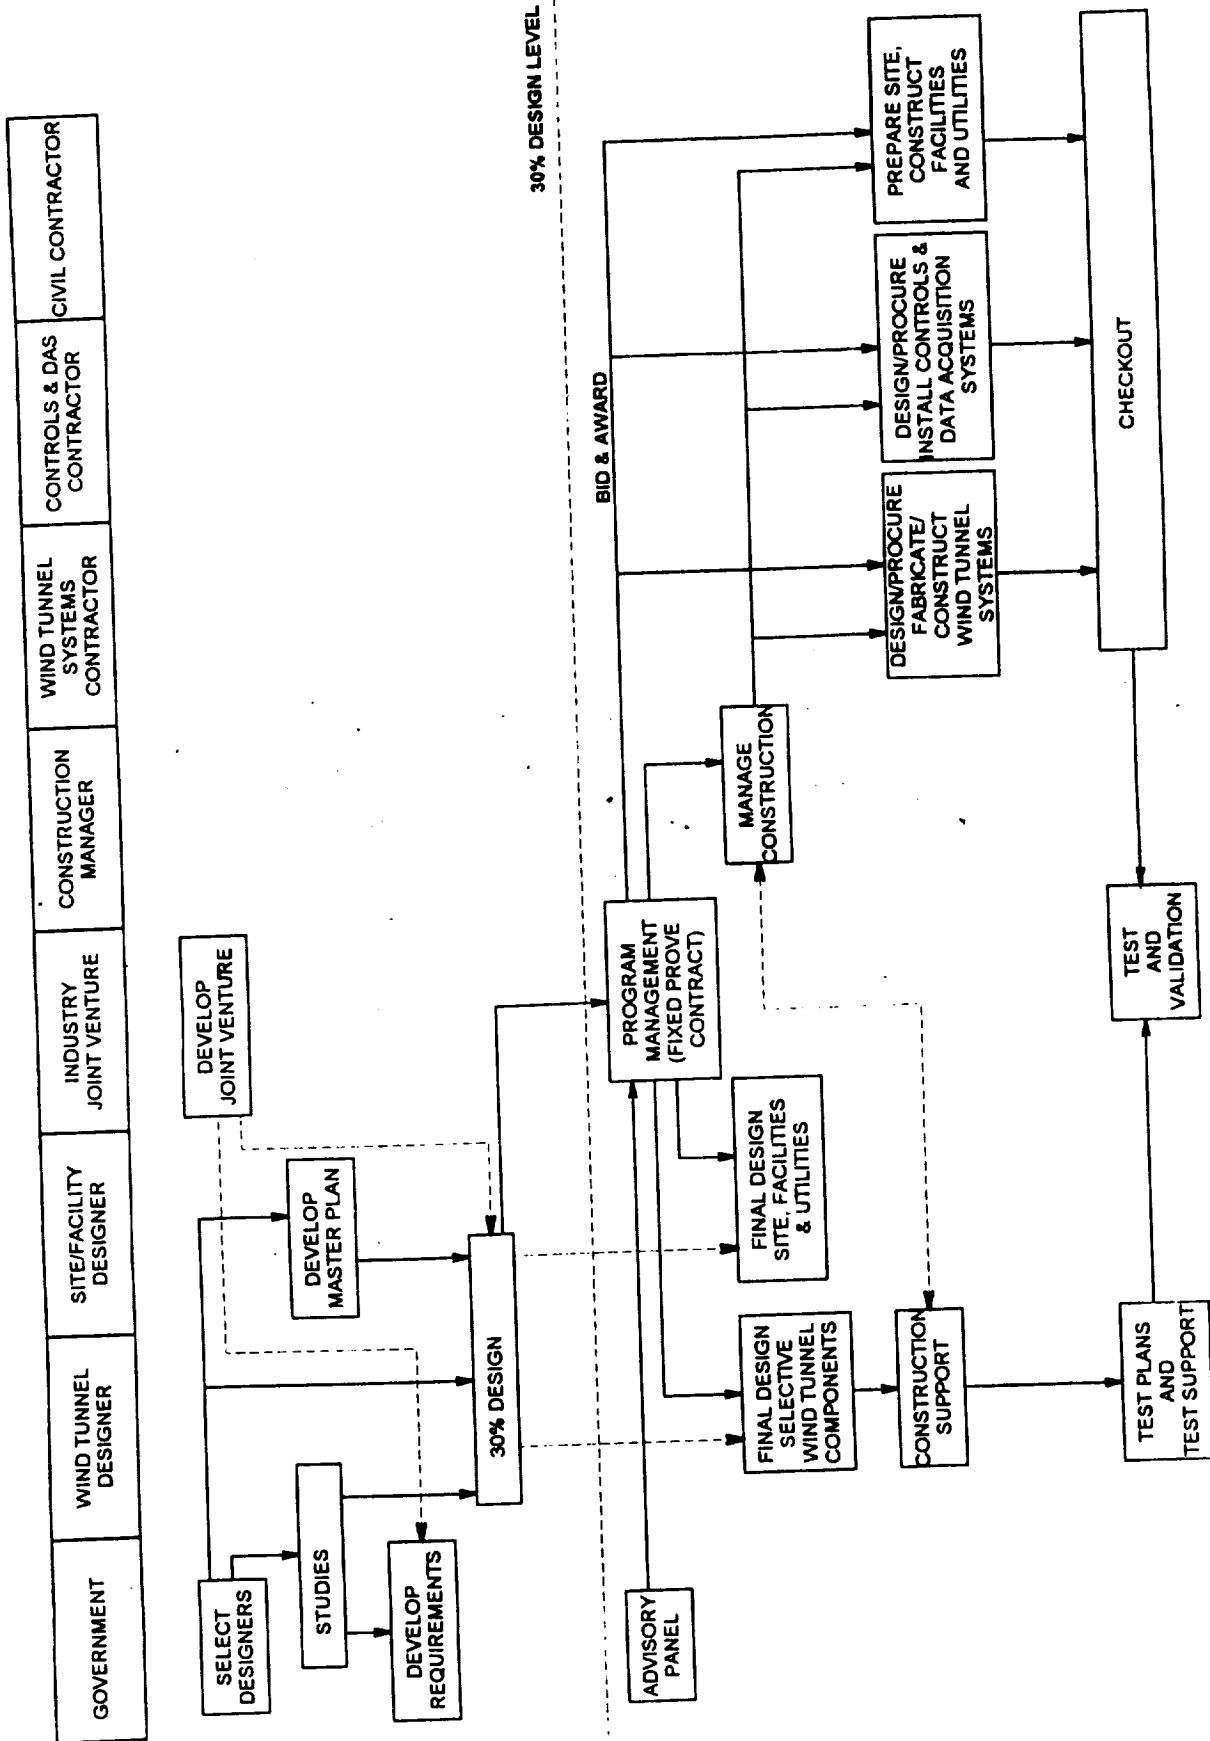 GOVERNMENT
WIND TUNNEL
DESIGNER
SITE/FACILITY
DESIGNER
INDUSTRY
JOINT VENTURE
CONSTRUCTION
MANAGER
WIND TUNNEL
SYSTEMS
CONTRACTOR
CONTROLS & DAS
CONTRACTOR
CIVIL CONTRACTOR
SELECT
DESIGNERS
DEVELOP
JOINT VENTURE
STUDIES
DEVELOP
MASTER PLAN
DEVELOP
REQUIREMENTS
30% DESIGN
30% DESIGN LEVEL
BID & AWARD
ADVISORY
PANEL
PROGRAM
MANAGEMENT
(FIXED PROVE
CONTRACT)
MANAGE
CONSTRUCTION
FINAL DESIGN
SELECTIVE
WIND TUNNEL
COMPONENTS
FINAL DESIGN
SITE, FACILITIES
& UTILITIES
DESIGN/PROCURE
FABRICATE/
CONSTRUCT
WIND TUNNEL
SYSTEMS
DESIGN/PROCURE
INSTALL CONTROLS &
DATA ACQUISITION
SYSTEMS
PREPARE SITE,
CONSTRUCT
FACILITIES
AND UTILITIES
CONSTRUCTION
SUPPORT
CHECKOUT
TEST PLANS
AND
TEST SUPPORT
TEST
AND
VALIDATION